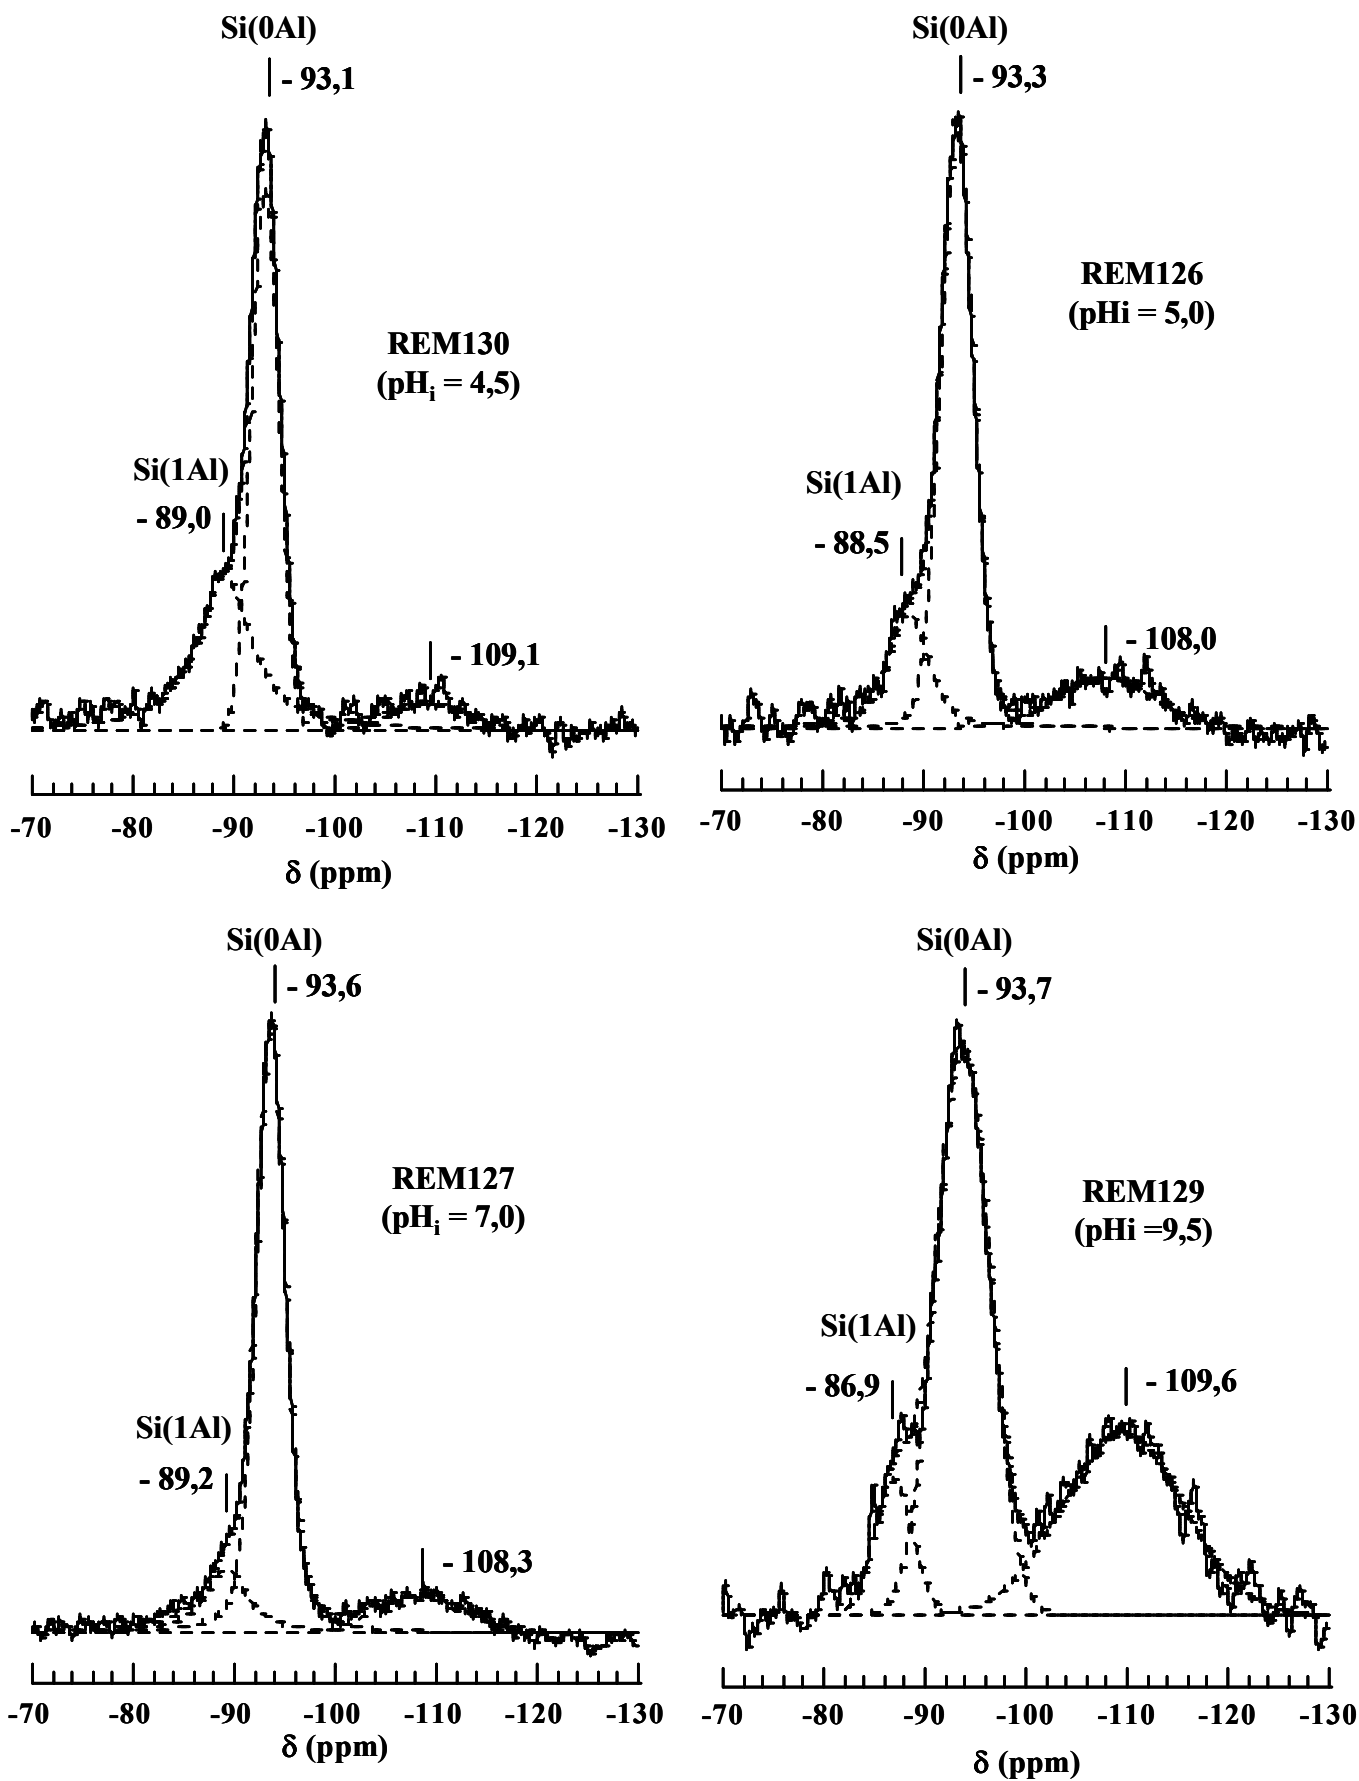 Si(0Al)
- 93,1
REM130
(pHi = 4,5)
Si(1Al)
- 89,0
- 109,1
-70 -80 -90 -100 -110 -120 -130
δ (ppm)
Si(0Al)
- 93,3
REM126
(pHi = 5,0)
Si(1Al)
- 88,5
- 108,0
-70 -80 -90 -100 -110 -120 -130
δ (ppm)
Si(0Al)
- 93,6
REM127
(pHi = 7,0)
Si(1Al)
- 89,2
- 108,3
-70 -80 -90 -100 -110 -120 -130
δ (ppm)
Si(0Al)
- 93,7
REM129
(pHi =9,5)
Si(1Al)
- 86,9
- 109,6
-70 -80 -90 -100 -110 -120 -130
δ (ppm)